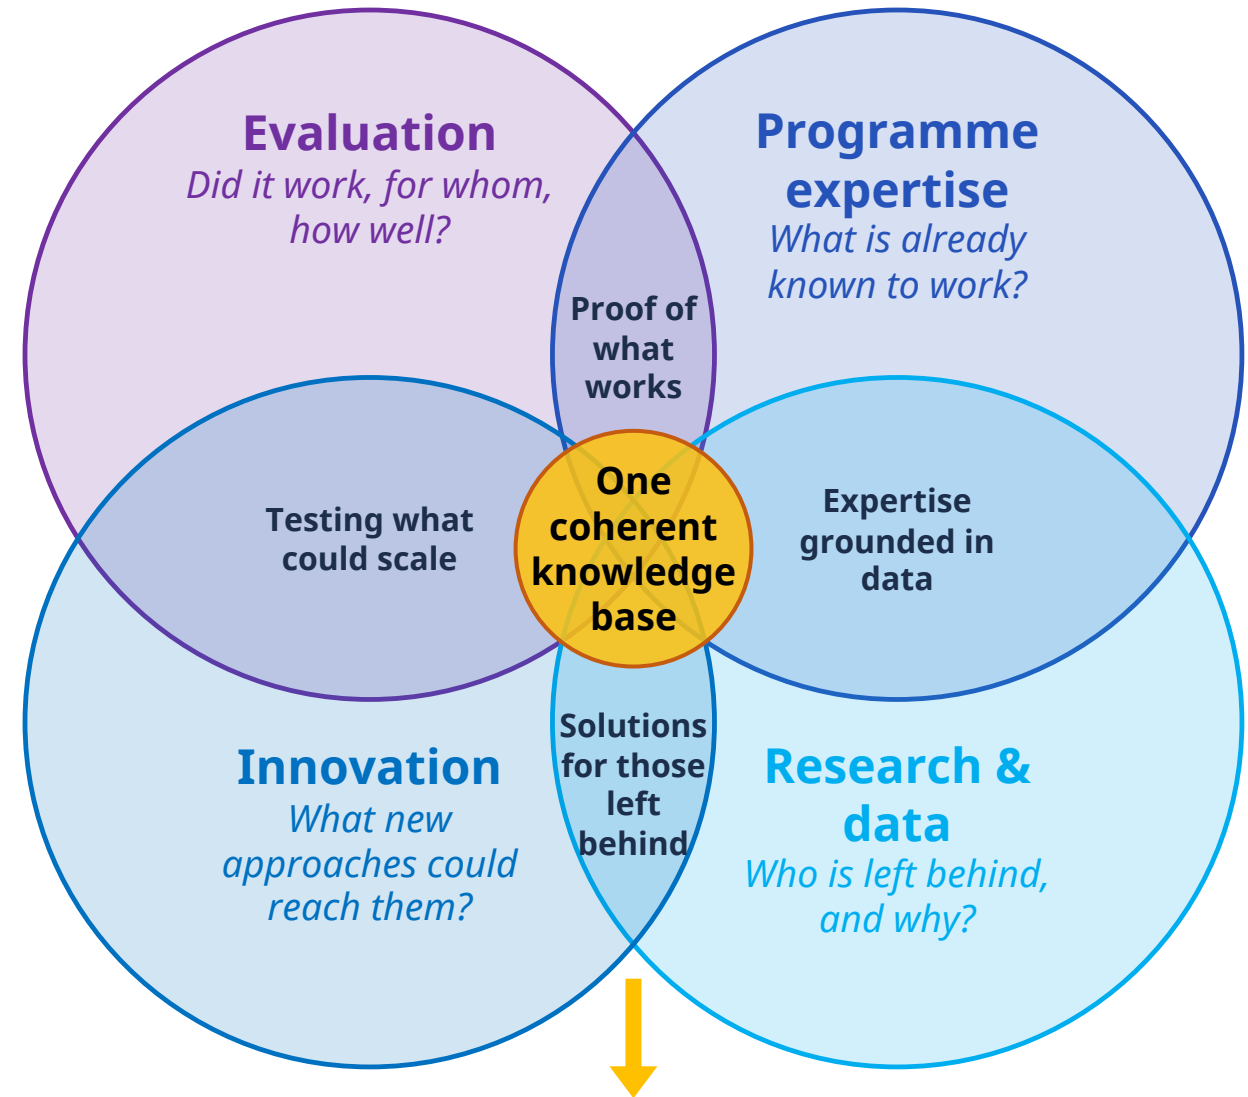 Evaluation
Did it work, for whom,
how well?
Programme
expertise
What is already
known to work?
Proof of
what
works
Testing what
could scale
One
coherent
knowledge
base
Expertise
grounded in
data
Innovation
What new
approaches could
reach them?
Solutions
for those
left
behind
Research &
data
Who is left behind,
and why?